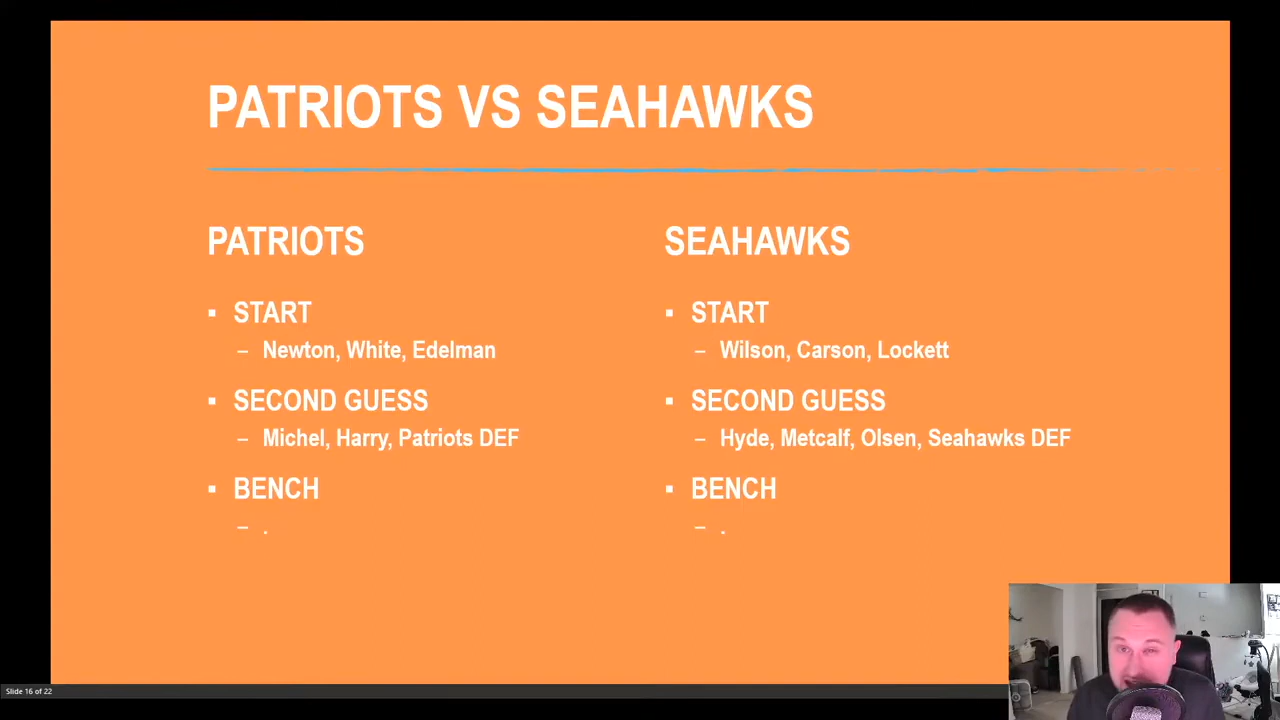 PATRIOTS VS SEAHAWKS
PATRIOTS
▪ START
– Newton, White, Edelman
▪ SECOND GUESS
– Michel, Harry, Patriots DEF
▪ BENCH
– .
SEAHAWKS
▪ START
– Wilson, Carson, Lockett
▪ SECOND GUESS
– Hyde, Metcalf, Olsen, Seahawks DEF
▪ BENCH
– .
Slide 16 of 22